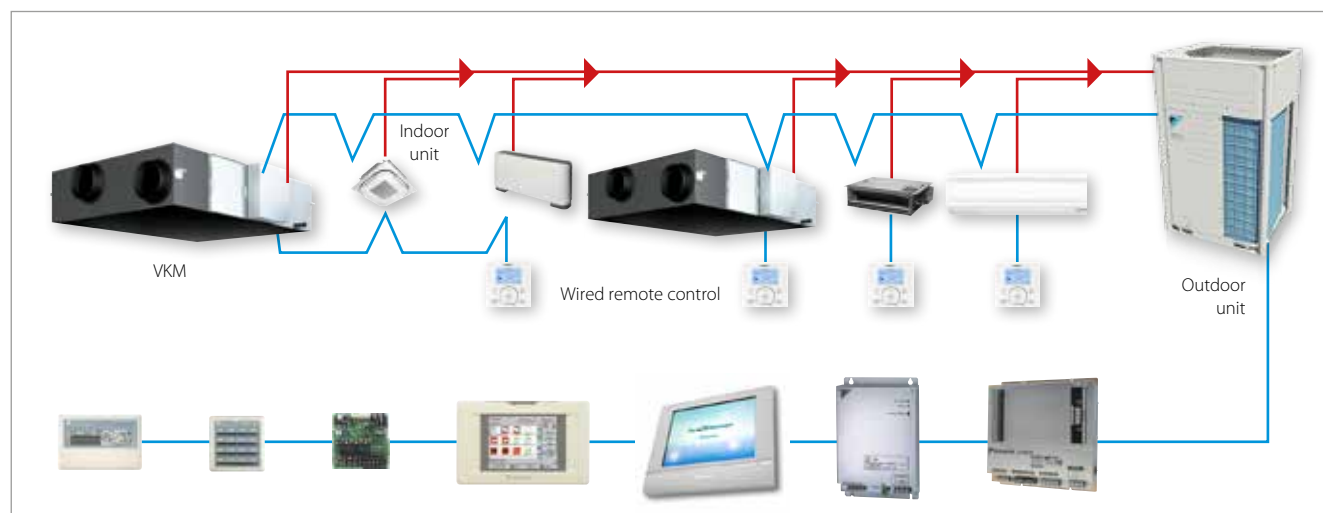 Indoor
unit
VKM
Wired remote control
Outdoor
unit